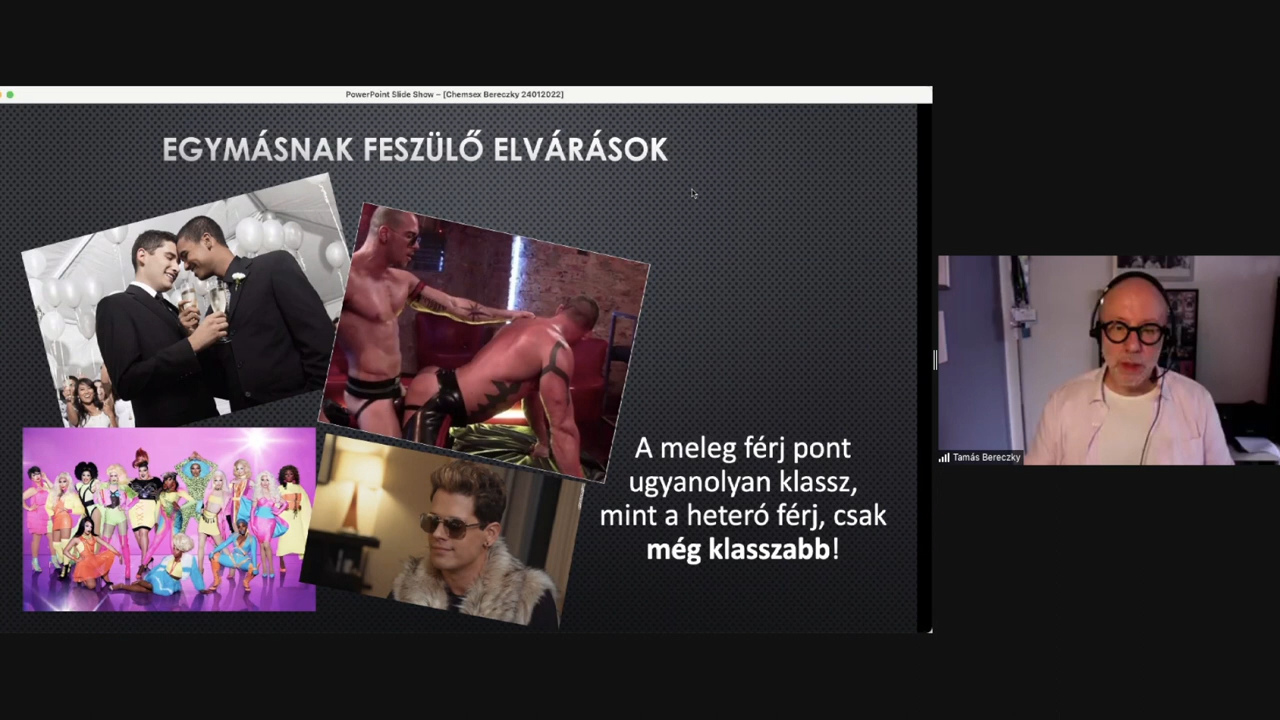 PowerPoint Slide Show – [Chemsex Bereczky 24012022]
EGYMÁSNAK FESZÜLŐ ELVÁRÁSOK
A meleg férj pont
ugyanolyan klassz,
mint a heteró férj, csak
még klasszabb!
Tamás Bereczky